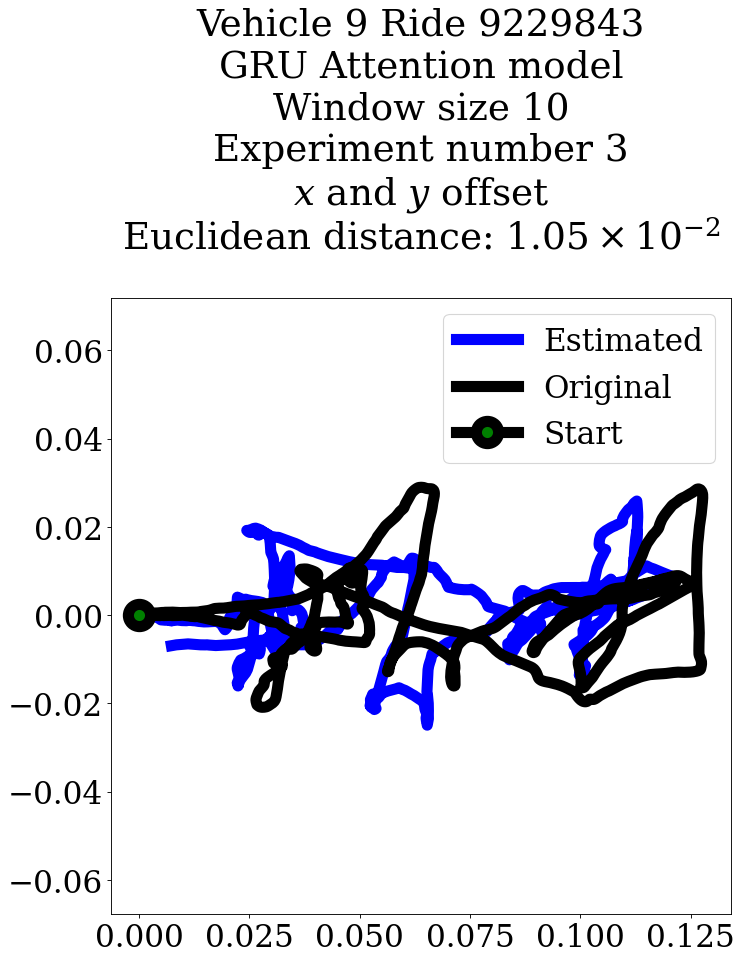 Vehicle 9 Ride 9229843
GRU Attention model
Window size 10
Experiment number 3
x and y offset
Euclidean distance: 1.05 × 10⁻²
Estimated
Original
Start
0.06
0.04
0.02
0.00
−0.02
−0.04
−0.06
0.000 0.025 0.050 0.075 0.100 0.125